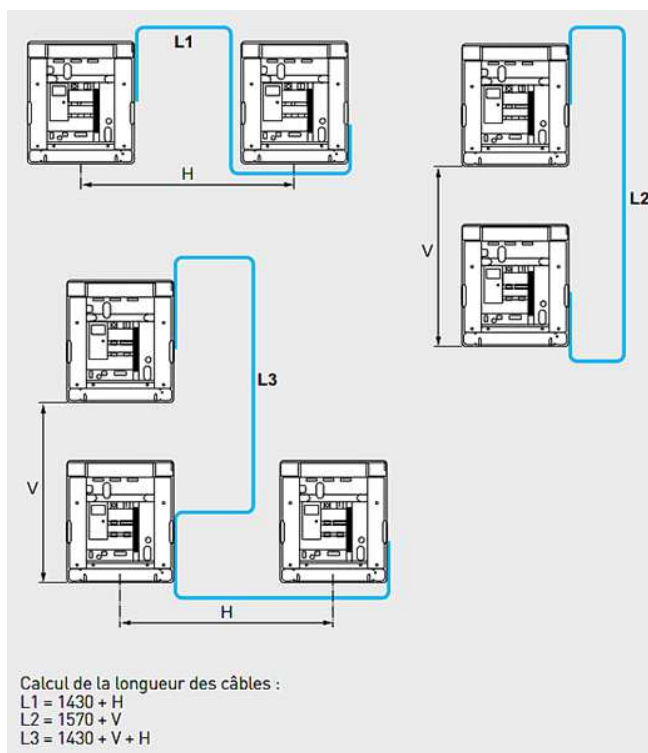 L1
H
L2
V
L3
V
H
Calcul de la longueur des câbles :
L1 = 1430 + H
L2 = 1570 + V
L3 = 1430 + V + H